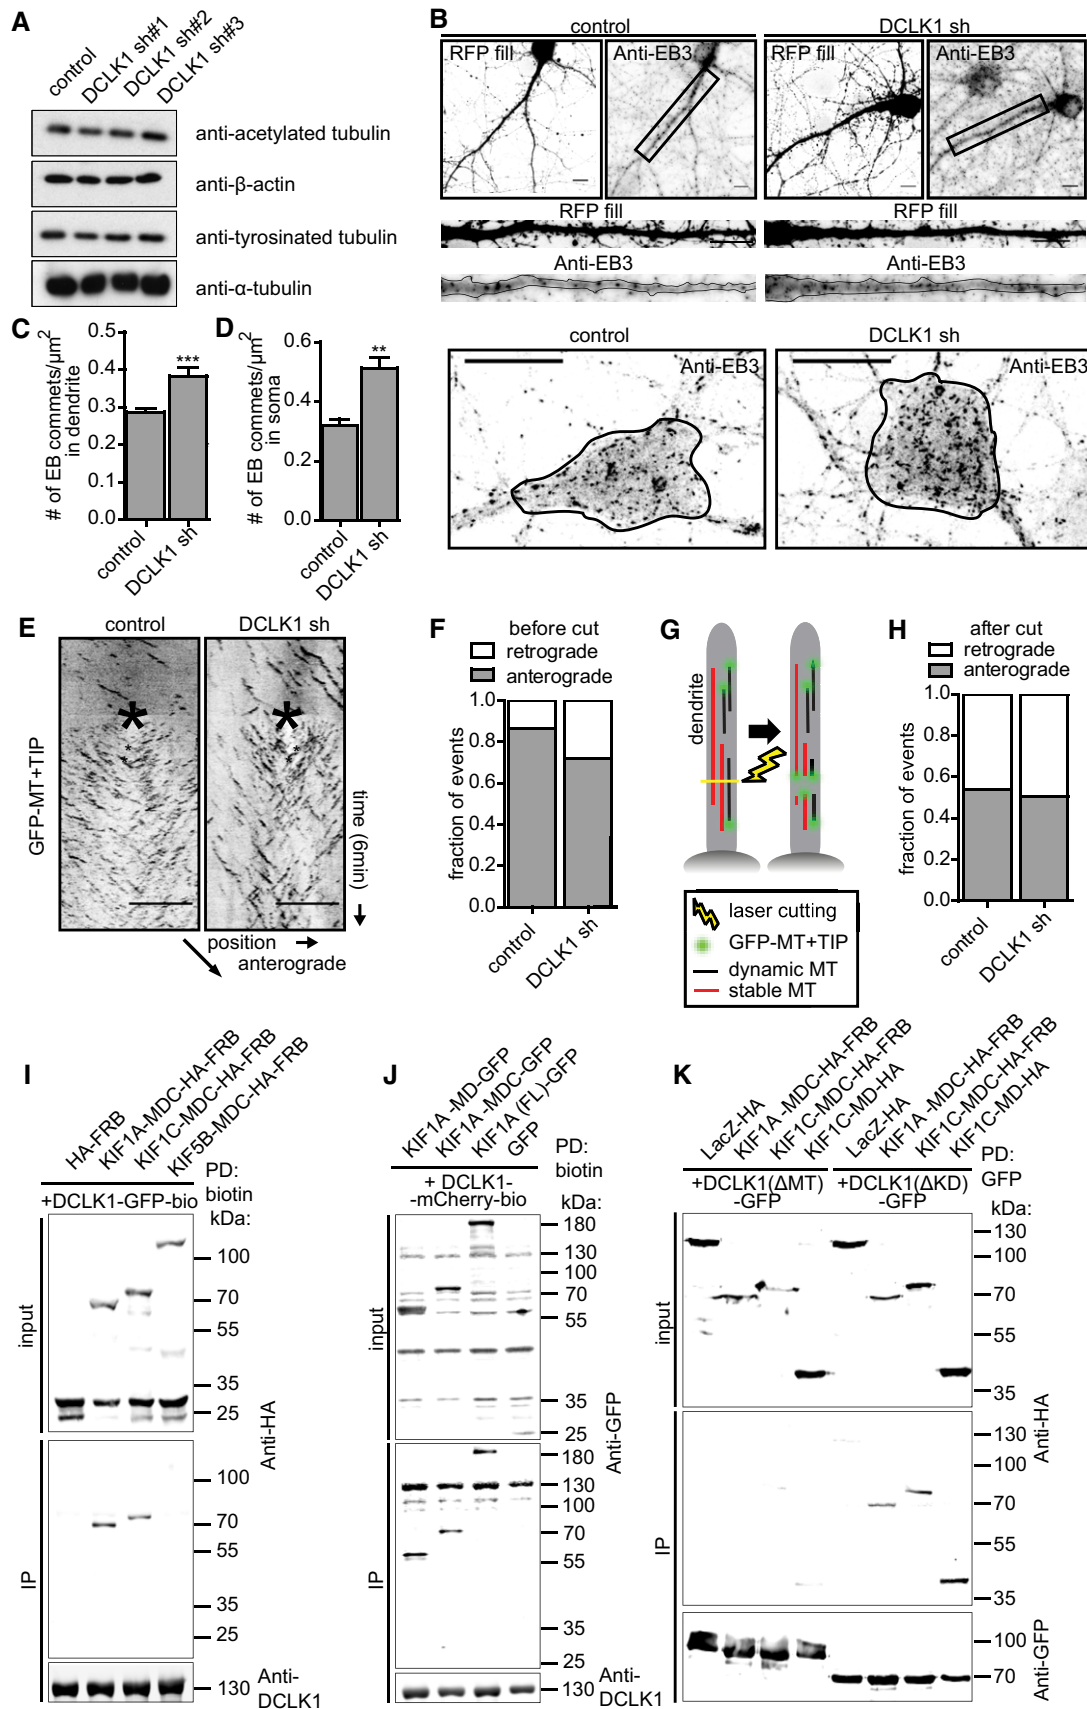 A
control
DCLK1 sh#1
DCLK1 sh#2
DCLK1 sh#3
anti-acetylated tubulin
anti-β-actin
anti-tyrosinated tubulin
anti-α-tubulin
B
control
DCLK1 sh
RFP fill
Anti-EB3
RFP fill
Anti-EB3
RFP fill
RFP fill
Anti-EB3
Anti-EB3
control
DCLK1 sh
Anti-EB3
Anti-EB3
C
# of EB commets/μm²
in dendrite
0.5
0.4
0.3
0.2
0.1
0.0
***
control
DCLK1 sh
D
# of EB commets/μm²
in soma
0.6
0.4
0.2
0.0
**
control
DCLK1 sh
E
control
DCLK1 sh
GFP-MT+TIP
*
*
*
*
time (6min)
position
anterograde
F
before cut
retrograde
anterograde
fraction of events
1.0
0.8
0.6
0.4
0.2
0.0
control
DCLK1 sh
G
dendrite
laser cutting
GFP-MT+TIP
dynamic MT
stable MT
H
after cut
retrograde
anterograde
fraction of events
1.0
0.8
0.6
0.4
0.2
0.0
control
DCLK1 sh
I
HA-FRB
KIF1A-MDC-HA-FRB
KIF1C-MDC-HA-FRB
KIF5B-MDC-HA-FRB
PD:
biotin
+DCLK1-GFP-bio
kDa:
input
100
70
55
35
25
Anti-HA
IP
100
70
55
35
25
130
Anti-
DCLK1
J
KIF1A -MD-GFP
KIF1A -MDC-GFP
KIF1A (FL)-GFP
GFP
PD:
biotin
+ DCLK1-
-mCherry-bio
kDa:
input
180
130
100
70
55
35
25
Anti-GFP
IP
180
130
100
70
55
35
25
130
Anti-
DCLK1
K
LacZ-HA
KIF1A -MDC-HA-FRB
KIF1C-MDC-HA-FRB
KIF1C-MD-HA
LacZ-HA
KIF1A -MDC-HA-FRB
KIF1C-MDC-HA-FRB
KIF1C-MD-HA
PD:
GFP
+DCLK1(ΔMT)
-GFP
+DCLK1(ΔKD)
-GFP
kDa:
input
130
100
70
55
35
Anti-HA
IP
130
100
70
55
35
100
70
Anti-GFP